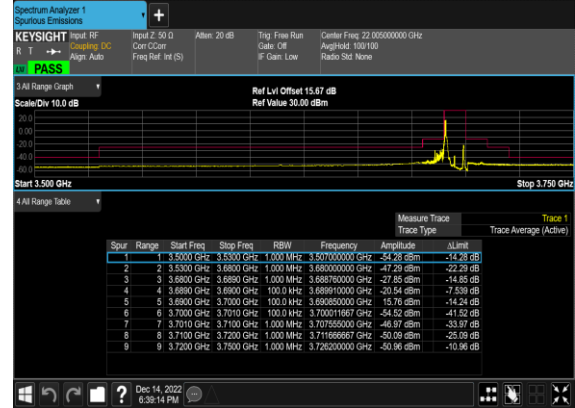 Spectrum Analyzer 1
Spurious Emissions
+
KEYSIGHT Input: RF Input Z: 50 Ω Atten: 20 dB Trig: Free Run Center Freq: 22.005000000 GHz
R T Coupling: DC Corr CCorr Gate: Off Avg|Hold: 100/100
Align: Auto Freq Ref: Int (S) IF Gain: Low Radio Std: None
PASS
3 All Range Graph Ref Lvl Offset 15.67 dB
Scale/Div 10.0 dB Ref Value 30.00 dBm
20.0
0.00
-20.0
-40.0
-60.0
Start 3.500 GHz Stop 3.750 GHz
4 All Range Table
Measure Trace Trace 1
Trace Type Trace Average (Active)
Spur Range Start Freq Stop Freq RBW Frequency Amplitude ΔLimit
1 1 3.5000 GHz 3.5300 GHz 1.000 MHz 3.507000000 GHz -54.28 dBm -14.28 dB
2 2 3.5300 GHz 3.6800 GHz 1.000 MHz 3.680000000 GHz -47.29 dBm -22.29 dB
3 3 3.6800 GHz 3.6890 GHz 1.000 MHz 3.688760000 GHz -27.85 dBm -14.85 dB
4 4 3.6890 GHz 3.6900 GHz 100.0 kHz 3.689910000 GHz -20.54 dBm -7.539 dB
5 5 3.6900 GHz 3.7000 GHz 100.0 kHz 3.690850000 GHz 15.76 dBm -14.24 dB
6 6 3.7000 GHz 3.7010 GHz 100.0 kHz 3.700011667 GHz -54.52 dBm -41.52 dB
7 7 3.7010 GHz 3.7100 GHz 1.000 MHz 3.707555000 GHz -46.97 dBm -33.97 dB
8 8 3.7100 GHz 3.7200 GHz 1.000 MHz 3.711666667 GHz -50.09 dBm -25.09 dB
9 9 3.7200 GHz 3.7500 GHz 1.000 MHz 3.726200000 GHz -50.96 dBm -10.96 dB
? Dec 14, 2022
6:39:14 PM